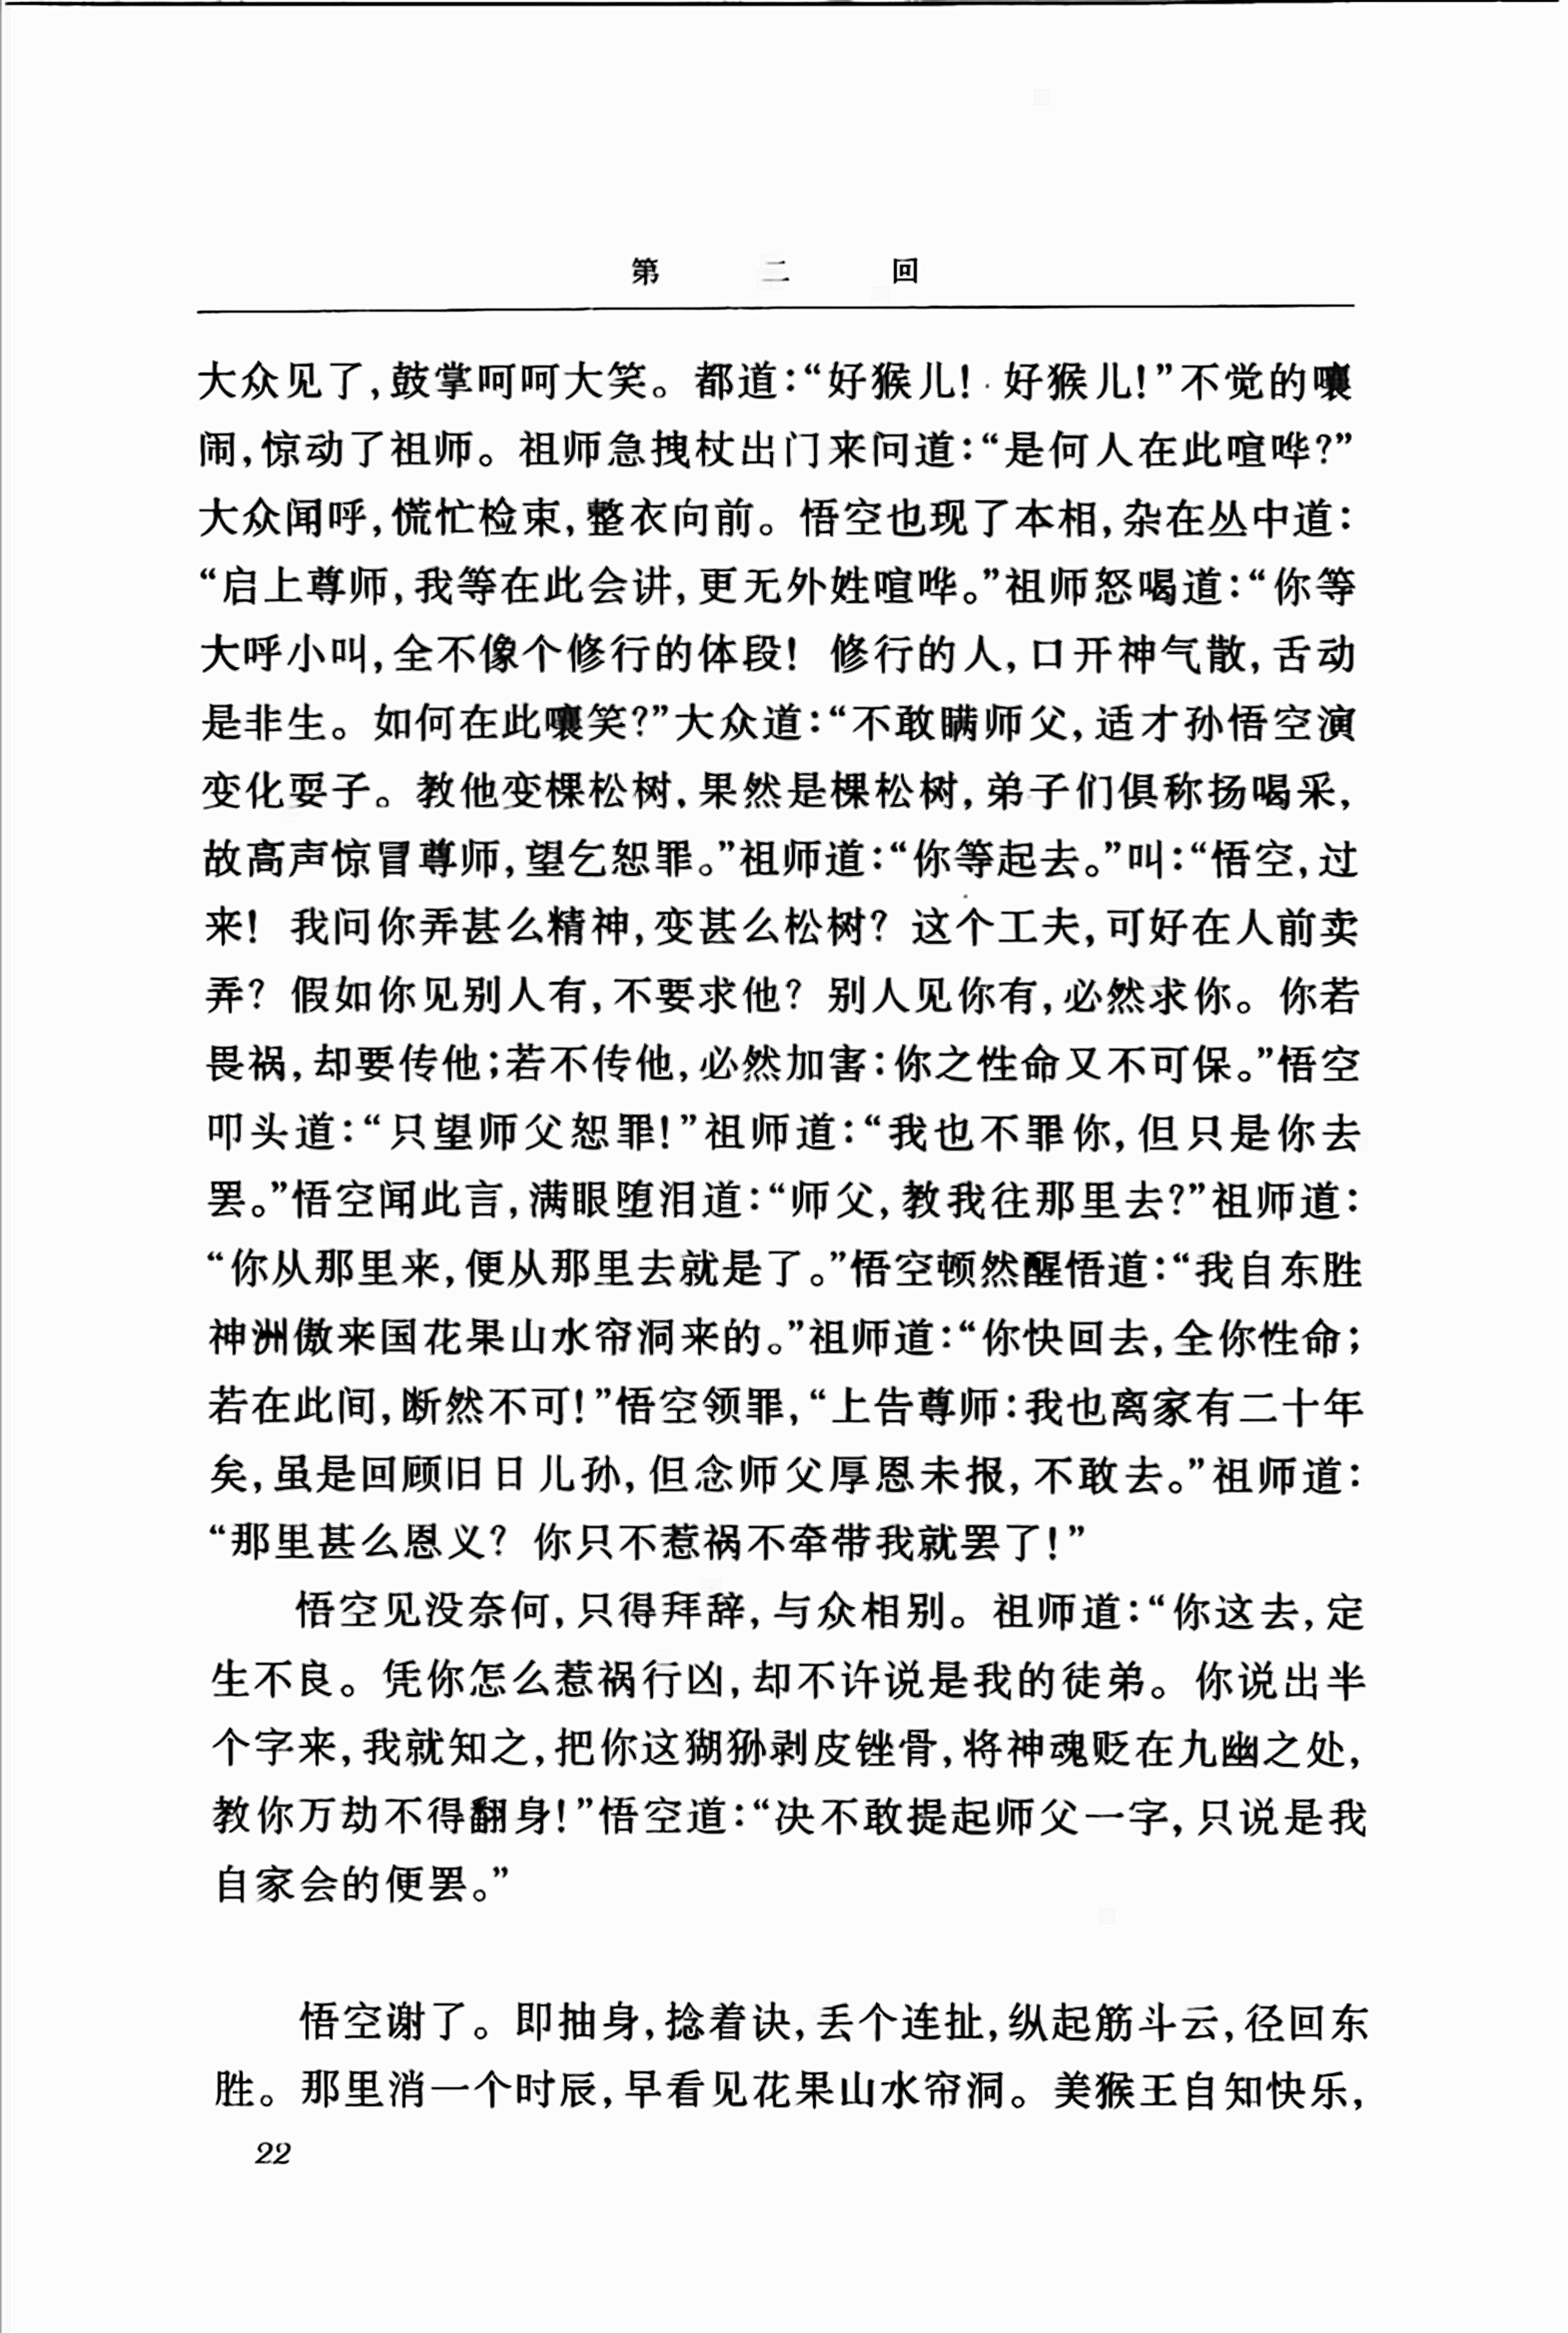 第二回
大众见了,鼓掌呵呵大笑。都道:“好猴儿!好猴儿!”不觉的嚷
闹,惊动了祖师。祖师急拽杖出门来问道:“是何人在此喧哗?”
大众闻呼,慌忙检束,整衣向前。悟空也现了本相,杂在丛中道:
“启上尊师,我等在此会讲,更无外姓喧哗。”祖师怒喝道:“你等
大呼小叫,全不像个修行的体段!修行的人,口开神气散,舌动
是非生。如何在此嚷笑?”大众道:“不敢瞒师父,适才孙悟空演
变化耍子。教他变棵松树,果然是棵松树,弟子们俱称扬喝采,
故高声惊冒尊师,望乞恕罪。”祖师道:“你等起去。”叫:“悟空,过
来!我问你弄甚么精神,变甚么松树?这个工夫,可好在人前卖
弄?假如你见别人有,不要求他?别人见你有,必然求你。你若
畏祸,却要传他;若不传他,必然加害:你之性命又不可保。”悟空
叩头道:“只望师父恕罪!”祖师道:“我也不罪你,但只是你去
罢。”悟空闻此言,满眼堕泪道:“师父,教我往那里去?”祖师道:
“你从那里来,便从那里去就是了。”悟空顿然醒悟道:“我自东胜
神洲傲来国花果山水帘洞来的。”祖师道:“你快回去,全你性命;
若在此间,断然不可!”悟空领罪,“上告尊师:我也离家有二十年
矣,虽是回顾旧日儿孙,但念师父厚恩未报,不敢去。”祖师道:
“那里甚么恩义?你只不惹祸不牵带我就罢了!”
悟空见没奈何,只得拜辞,与众相别。祖师道:“你这去,定
生不良。凭你怎么惹祸行凶,却不许说是我的徒弟。你说出半
个字来,我就知之,把你这猢狲剥皮锉骨,将神魂贬在九幽之处,
教你万劫不得翻身!”悟空道:“决不敢提起师父一字,只说是我
自家会的便罢。”
悟空谢了。即抽身,捻着诀,丢个连扯,纵起筋斗云,径回东
胜。那里消一个时辰,早看见花果山水帘洞。美猴王自知快乐,
22